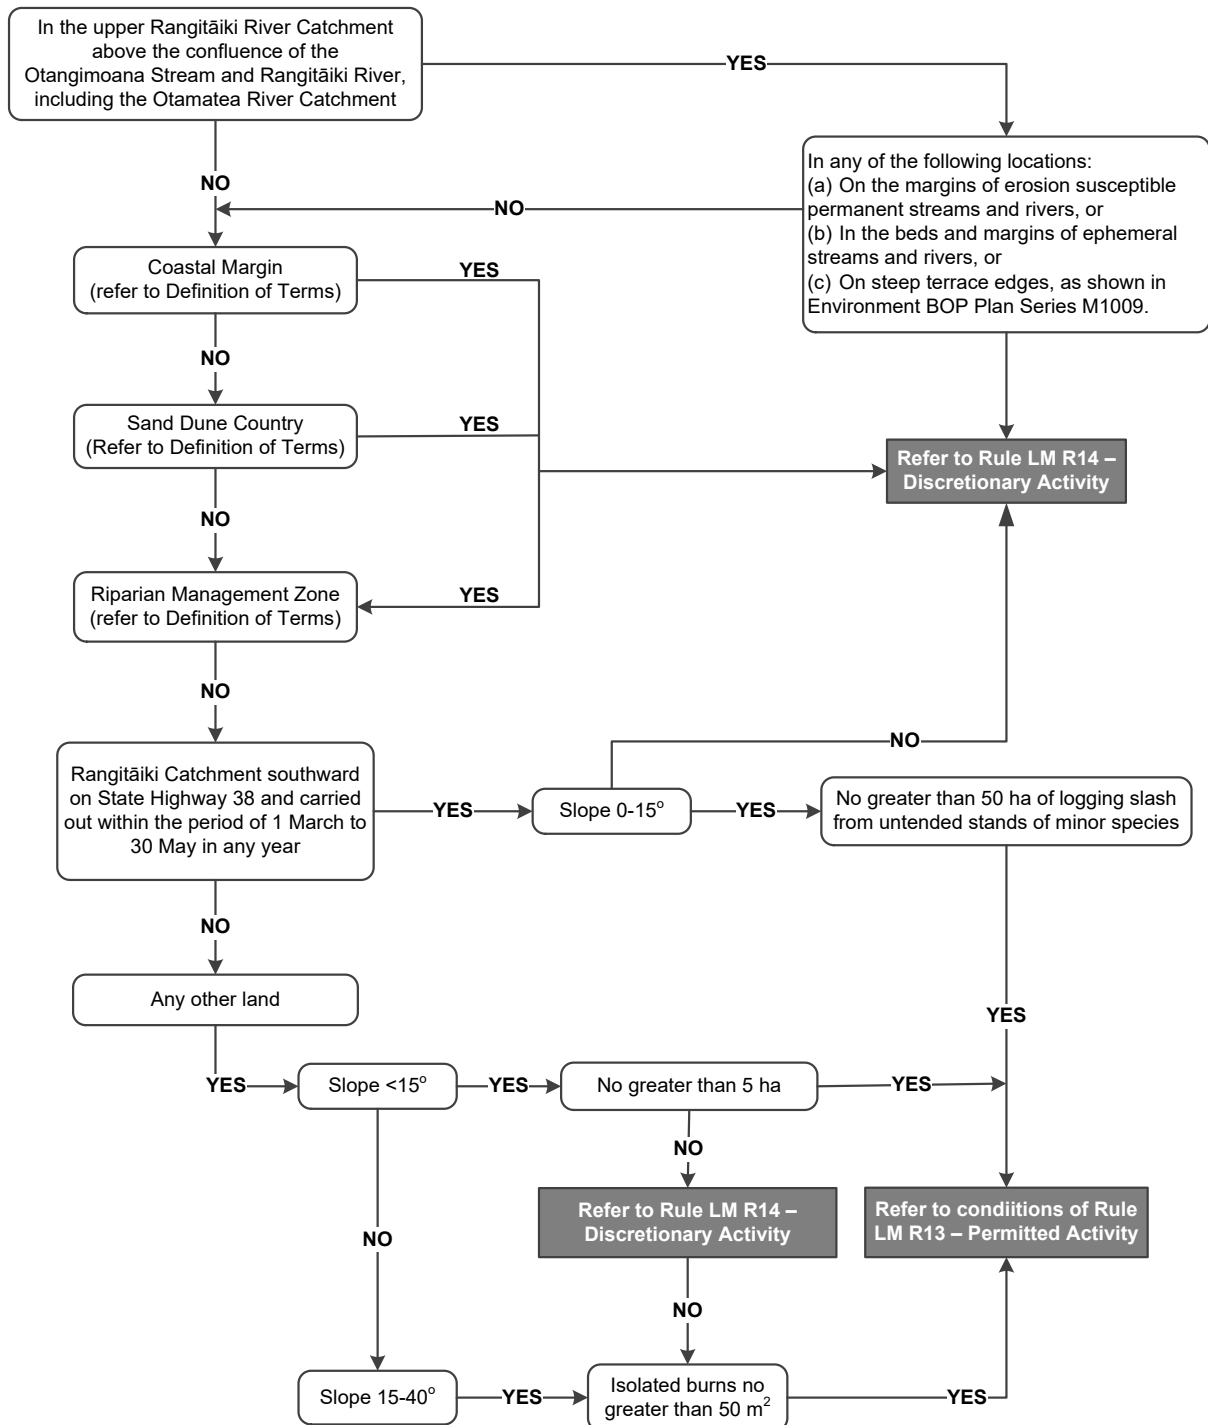 In the upper Rangitāiki River Catchment
above the confluence of the
Otangimoana Stream and Rangitāiki River,
including the Otamatea River Catchment
YES
NO
In any of the following locations:
(a) On the margins of erosion susceptible
permanent streams and rivers, or
(b) In the beds and margins of ephemeral
streams and rivers, or
(c) On steep terrace edges, as shown in
Environment BOP Plan Series M1009.
NO
Coastal Margin
(refer to Definition of Terms)
YES
NO
Sand Dune Country
(Refer to Definition of Terms)
YES
Refer to Rule LM R14 –
Discretionary Activity
NO
Riparian Management Zone
(refer to Definition of Terms)
YES
NO
Rangitāiki Catchment southward
on State Highway 38 and carried
out within the period of 1 March to
30 May in any year
YES
Slope 0-15°
NO
YES
No greater than 50 ha of logging slash
from untended stands of minor species
NO
Any other land
YES
YES
Slope <15°
YES
No greater than 5 ha
YES
NO
Refer to Rule LM R14 –
Discretionary Activity
Refer to condiitions of Rule
LM R13 – Permitted Activity
NO
NO
Slope 15-40°
YES
Isolated burns no
greater than 50 m²
YES